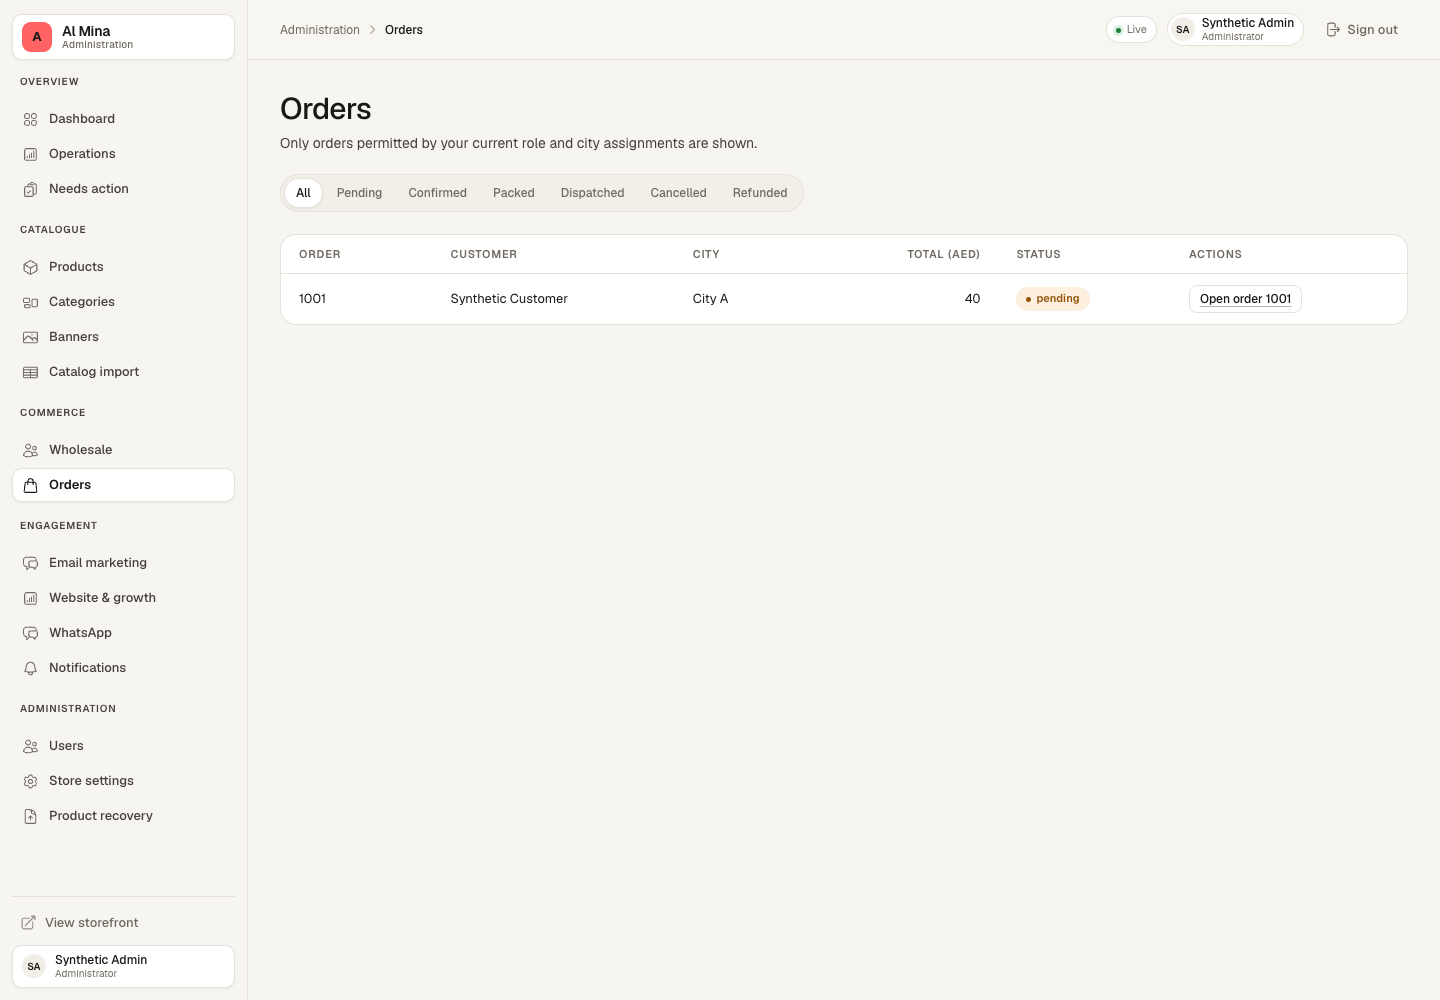 A
Al Mina
Administration
OVERVIEW
Dashboard
Operations
Needs action
CATALOGUE
Products
Categories
Banners
Catalog import
COMMERCE
Wholesale
Orders
ENGAGEMENT
Email marketing
Website & growth
WhatsApp
Notifications
ADMINISTRATION
Users
Store settings
Product recovery
View storefront
SA
Synthetic Admin
Administrator
Administration > Orders
Live
SA
Synthetic Admin
Administrator
Sign out
Orders
Only orders permitted by your current role and city assignments are shown.
All Pending Confirmed Packed Dispatched Cancelled Refunded
ORDER CUSTOMER CITY TOTAL (AED) STATUS ACTIONS
1001 Synthetic Customer City A 40 pending Open order 1001